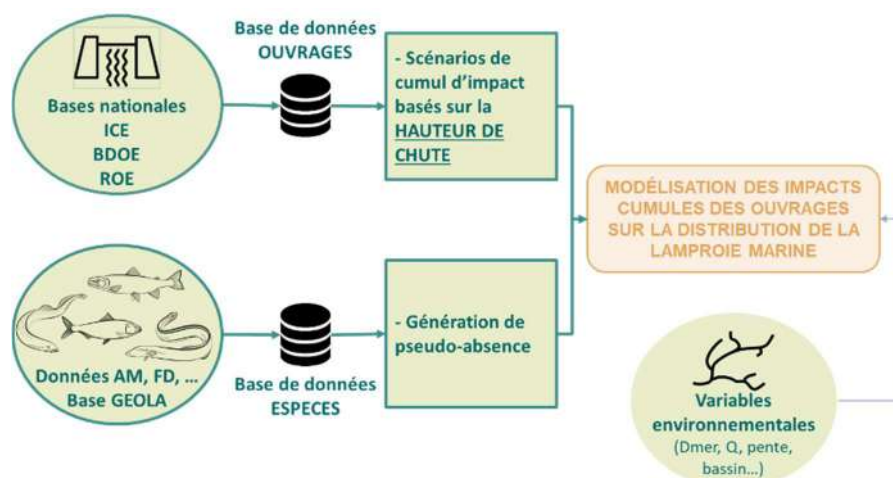 Bases nationales
ICE
BDOE
ROE
Base de données
OUVRAGES
- Scénarios de
cumul d'impact
basés sur la
HAUTEUR DE
CHUTE
Données AM, FD, ...
Base GEOLA
Base de données
ESPECES
- Génération de
pseudo-absence
MODÉLISATION DES IMPACTS
CUMULES DES OUVRAGES
SUR LA DISTRIBUTION DE LA
LAMPROIE MARINE
Variables
environnementales
(Dmer, Q, pente,
bassin...)